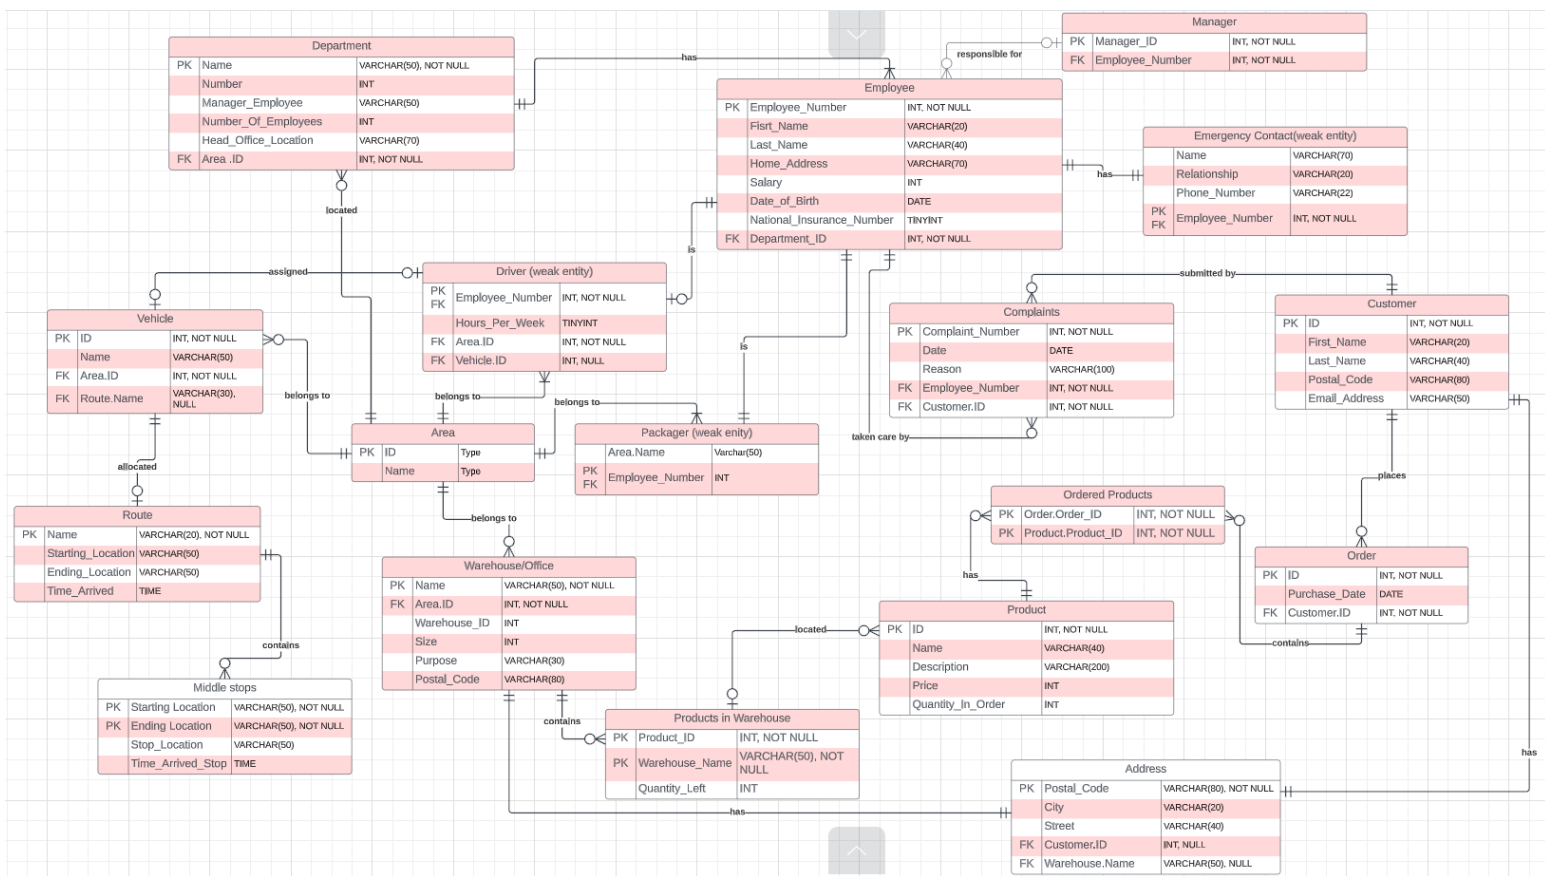 Manager
PK Manager_ID INT, NOT NULL
FK Employee_Number INT, NOT NULL
responsible for
Department
PK Name VARCHAR(50), NOT NULL
Number INT
Manager_Employee VARCHAR(50)
Number_Of_Employees INT
Head_Office_Location VARCHAR(70)
FK Area .ID INT, NOT NULL
has
Employee
PK Employee_Number INT, NOT NULL
Fisrt_Name VARCHAR(20)
Last_Name VARCHAR(40)
Home_Address VARCHAR(70)
Salary INT
Date_of_Birth DATE
National_Insurance_Number TINYINT
FK Department_ID INT, NOT NULL
has
Emergency Contact(weak entity)
Name VARCHAR(70)
Relationship VARCHAR(20)
Phone_Number VARCHAR(22)
PK
FK Employee_Number INT, NOT NULL
located
is
assigned
Driver (weak entity)
PK
FK Employee_Number INT, NOT NULL
Hours_Per_Week TINYINT
FK Area.ID INT, NOT NULL
FK Vehicle.ID INT, NULL
submitted by
Vehicle
PK ID INT, NOT NULL
Name VARCHAR(50)
FK Area.ID INT, NOT NULL
FK Route.Name VARCHAR(30),
NULL
Complaints
PK Complaint_Number INT, NOT NULL
Date DATE
Reason VARCHAR(100)
FK Employee_Number INT, NOT NULL
FK Customer.ID INT, NOT NULL
Customer
PK ID INT, NOT NULL
First_Name VARCHAR(20)
Last_Name VARCHAR(40)
Postal_Code VARCHAR(80)
Email_Address VARCHAR(50)
is
belongs to
belongs to
belongs to
taken care by
Area
PK ID Type
Name Type
Packager (weak enity)
Area.Name Varchar(50)
PK
FK Employee_Number INT
allocated
places
Route
PK Name VARCHAR(20), NOT NULL
Starting_Location VARCHAR(50)
Ending_Location VARCHAR(50)
Time_Arrived TIME
belongs to
Ordered Products
PK Order.Order_ID INT, NOT NULL
PK Product.Product_ID INT, NOT NULL
Order
PK ID INT, NOT NULL
Purchase_Date DATE
FK Customer.ID INT, NOT NULL
has
contains
Warehouse/Office
PK Name VARCHAR(50), NOT NULL
FK Area.ID INT, NOT NULL
Warehouse_ID INT
Size INT
Purpose VARCHAR(30)
Postal_Code VARCHAR(80)
located
Product
PK ID INT, NOT NULL
Name VARCHAR(40)
Description VARCHAR(200)
Price INT
Quantity_In_Order INT
contains
Middle stops
PK Starting Location VARCHAR(50), NOT NULL
PK Ending Location VARCHAR(50), NOT NULL
Stop_Location VARCHAR(50)
Time_Arrived_Stop TIME
contains
Products in Warehouse
PK Product_ID INT, NOT NULL
PK Warehouse_Name VARCHAR(50), NOT
NULL
Quantity_Left INT
has
has
Address
PK Postal_Code VARCHAR(80), NOT NULL
City VARCHAR(20)
Street VARCHAR(40)
FK Customer.ID INT, NULL
FK Warehouse.Name VARCHAR(50), NULL